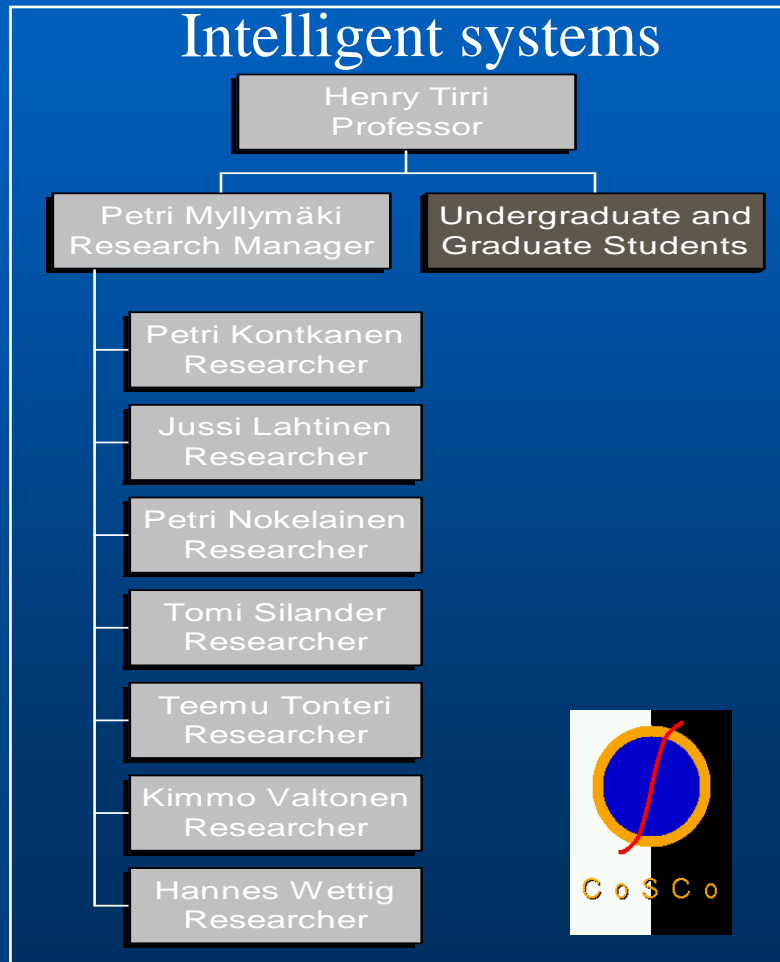 Intelligent systems
Henry Tirri
Professor
Petri Myllymäki
Research Manager
Undergraduate and
Graduate Students
Petri Kontkanen
Researcher
Jussi Lahtinen
Researcher
Petri Nokelainen
Researcher
Tomi Silander
Researcher
Teemu Tonteri
Researcher
Kimmo Valtonen
Researcher
Hannes Wettig
Researcher
CoSCo